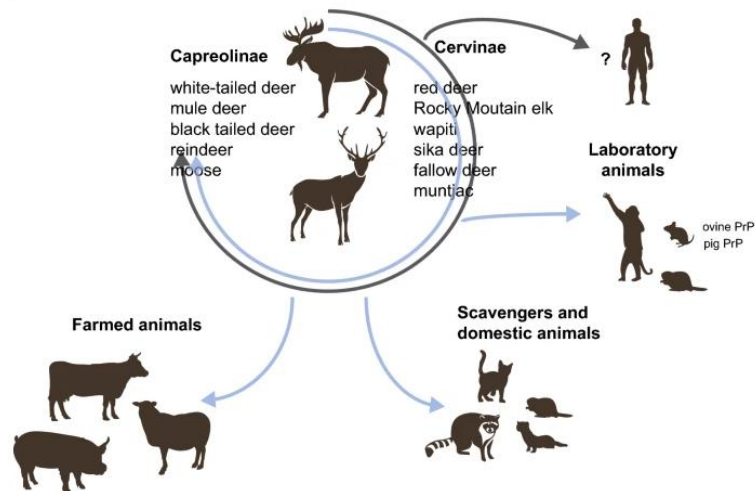 Capreolinae
white-tailed deer
mule deer
black tailed deer
reindeer
moose
Cervinae
red deer
Rocky Moutain elk
wapiti
sika deer
fallow deer
muntjac
?
Laboratory
animals
ovine PrP
pig PrP
Farmed animals
Scavengers and
domestic animals